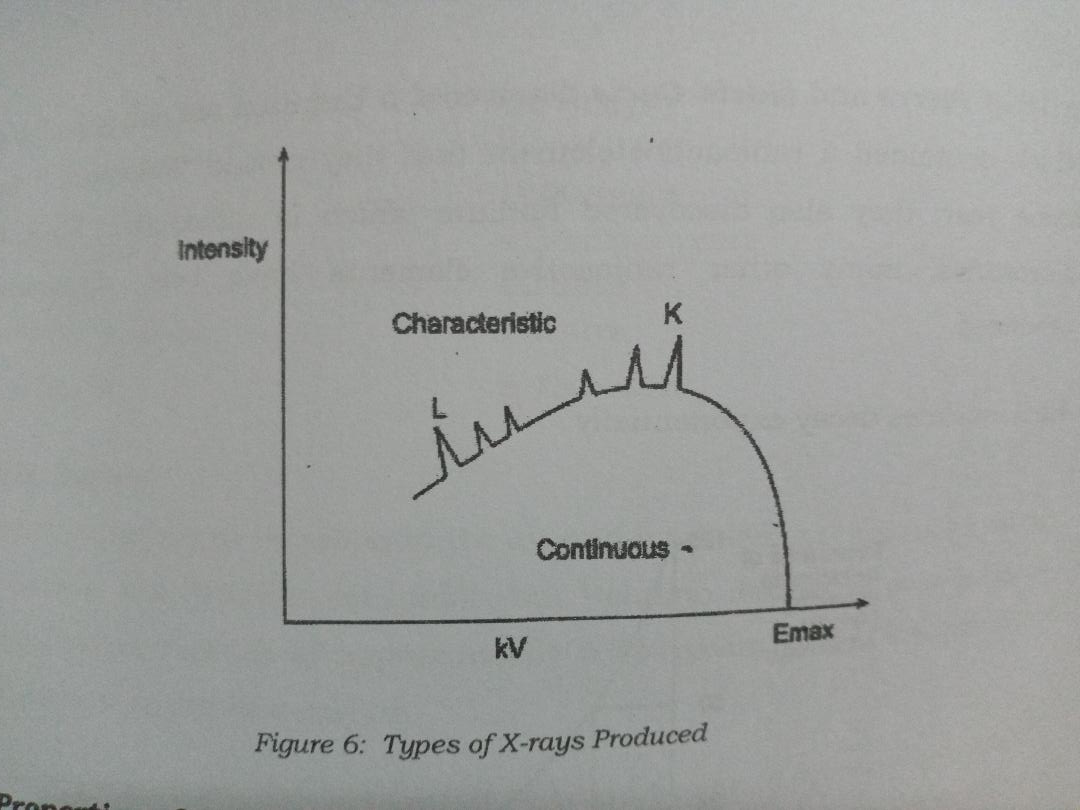 Intensity
Characteristic
K
L
Continuous
kV
Emax
Figure 6: Types of X-rays Produced